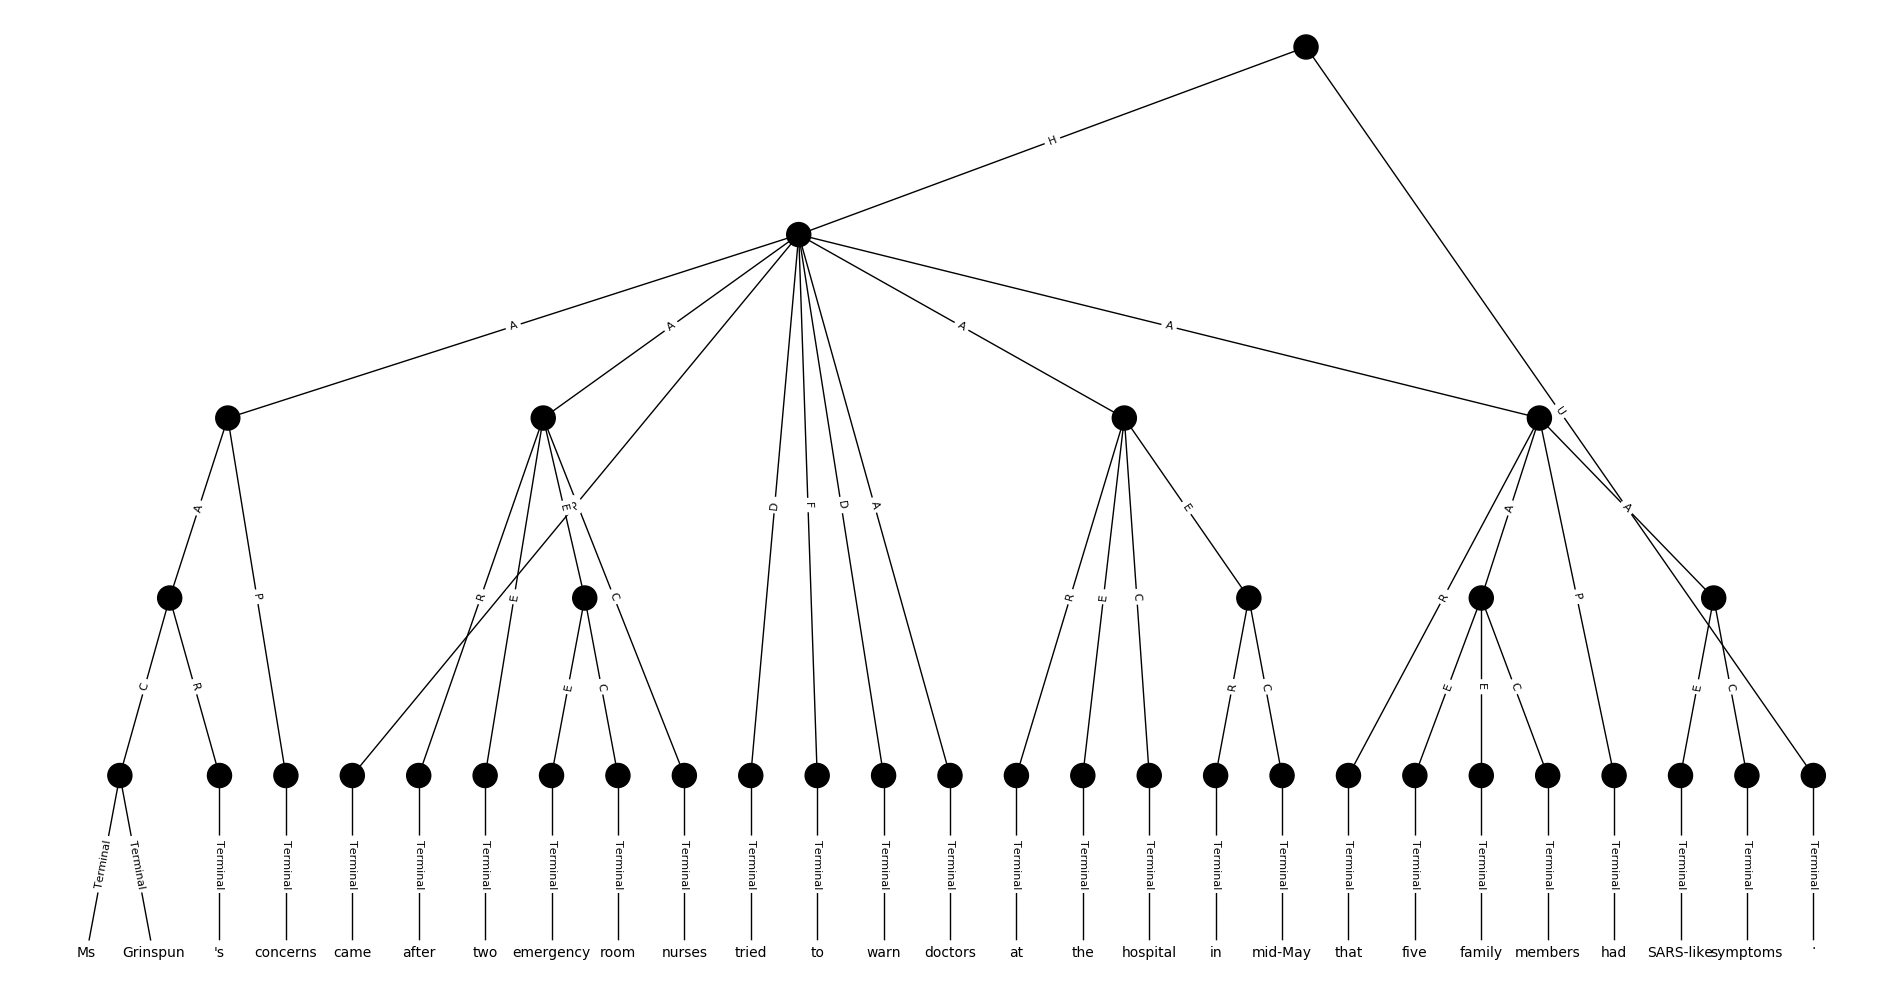 H
A A A A U
A E R D F D A E A A
R E C R E C R P
P
C R E C R C E E C E C
Terminal Terminal Terminal Terminal Terminal Terminal Terminal Terminal Terminal Terminal Terminal Terminal Terminal Terminal Terminal Terminal Terminal Terminal Terminal Terminal Terminal Terminal Terminal Terminal Terminal Terminal Terminal
Ms Grinspun 's concerns came after two emergency room nurses tried to warn doctors at the hospital in mid-May that five family members had SARS-like symptoms .